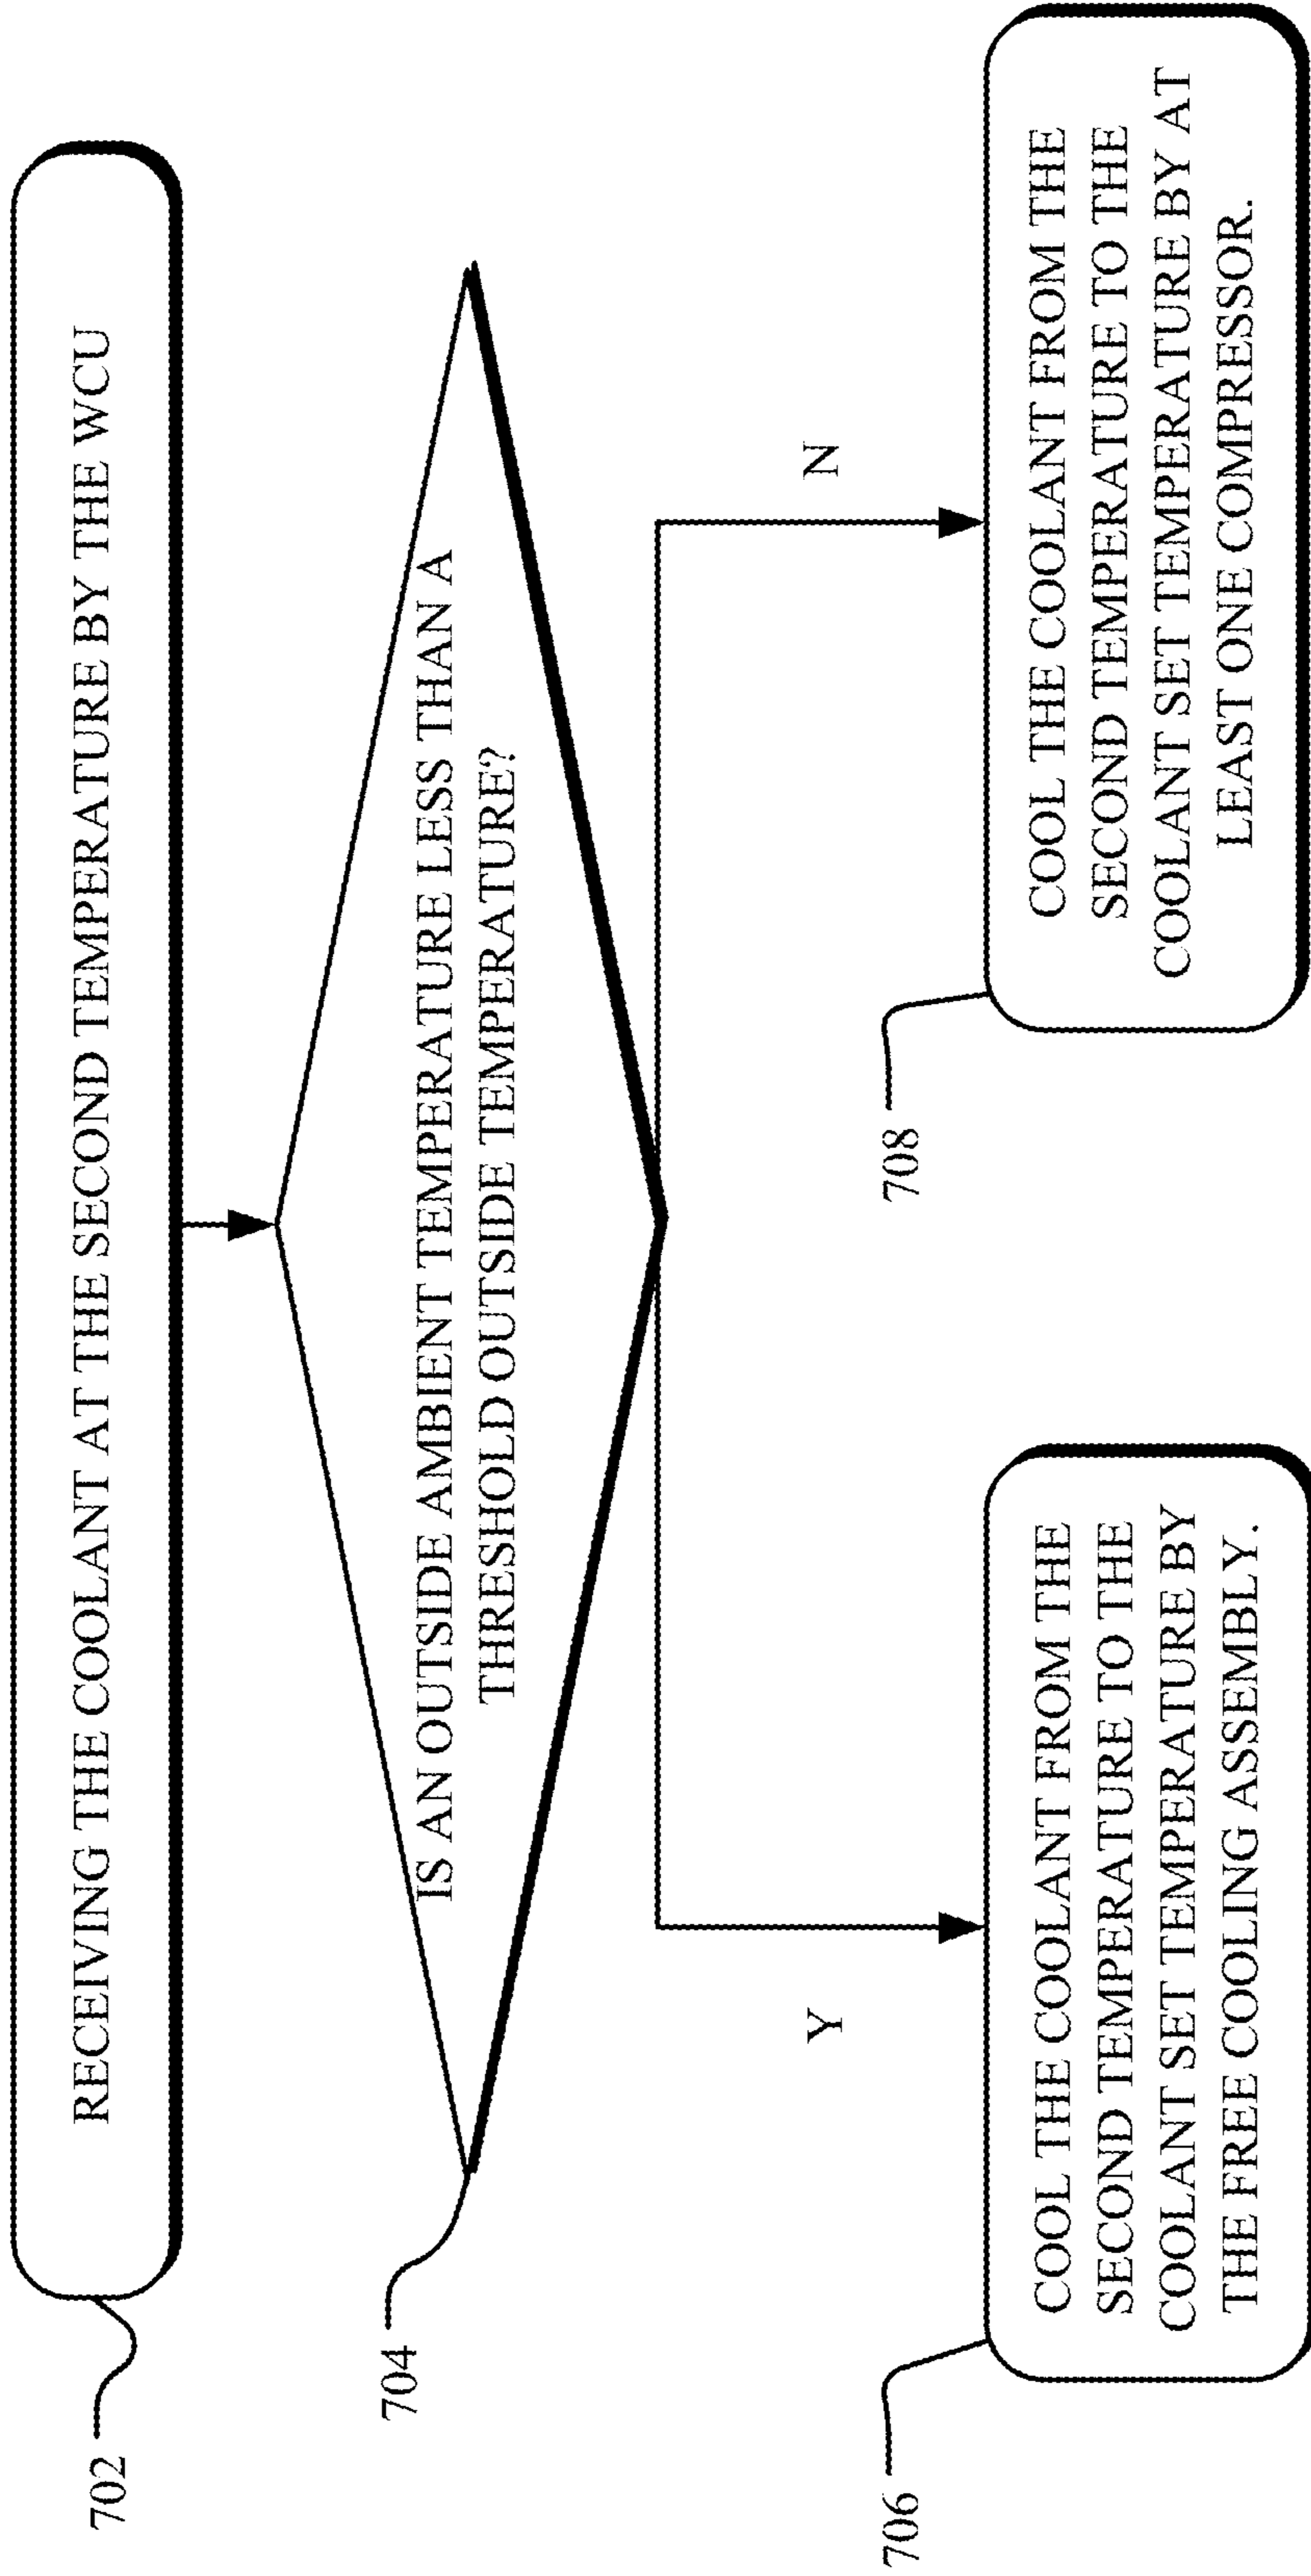 702
RECEIVING THE COOLANT AT THE SECOND TEMPERATURE BY THE WCU
704
IS AN OUTSIDE AMBIENT TEMPERATURE LESS THAN A
THRESHOLD OUTSIDE TEMPERATURE?
Y
N
706
COOL THE COOLANT FROM THE
SECOND TEMPERATURE TO THE
COOLANT SET TEMPERATURE BY
THE FREE COOLING ASSEMBLY.
708
COOL THE COOLANT FROM THE
SECOND TEMPERATURE TO THE
COOLANT SET TEMPERATURE BY AT
LEAST ONE COMPRESSOR.